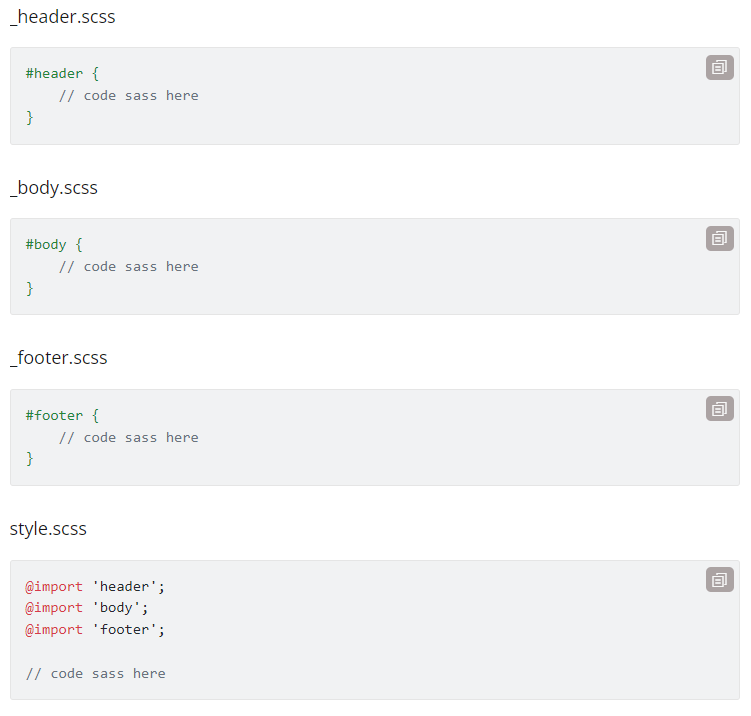 _header.scss
#header {
    // code sass here
}
_body.scss
#body {
    // code sass here
}
_footer.scss
#footer {
    // code sass here
}
style.scss
@import 'header';
@import 'body';
@import 'footer';
// code sass here